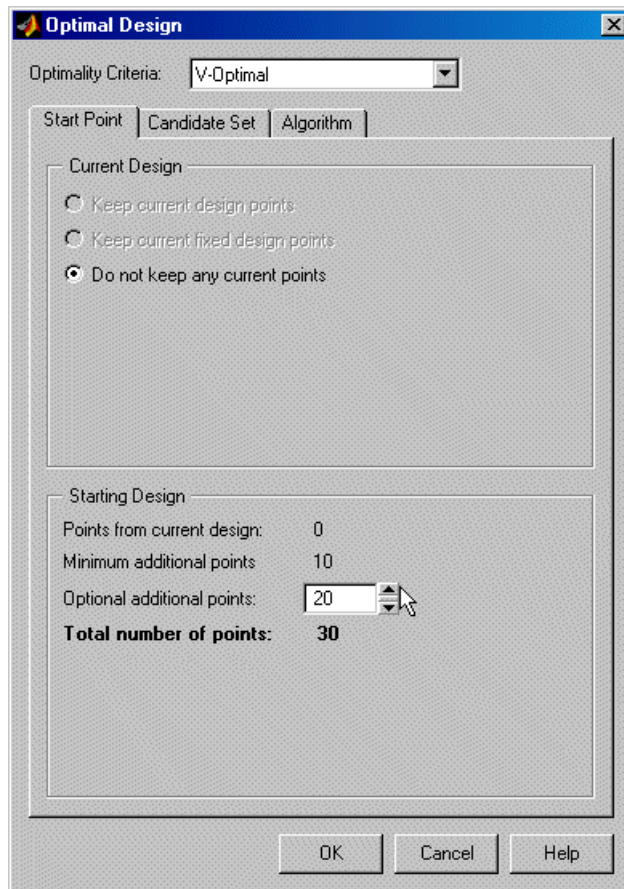 Optimal Design
Optimality Criteria: V-Optimal
Start Point Candidate Set Algorithm
Current Design
Keep current design points
Keep current fixed design points
Do not keep any current points
Starting Design
Points from current design: 0
Minimum additional points 10
Optional additional points: 20
Total number of points: 30
OK Cancel Help